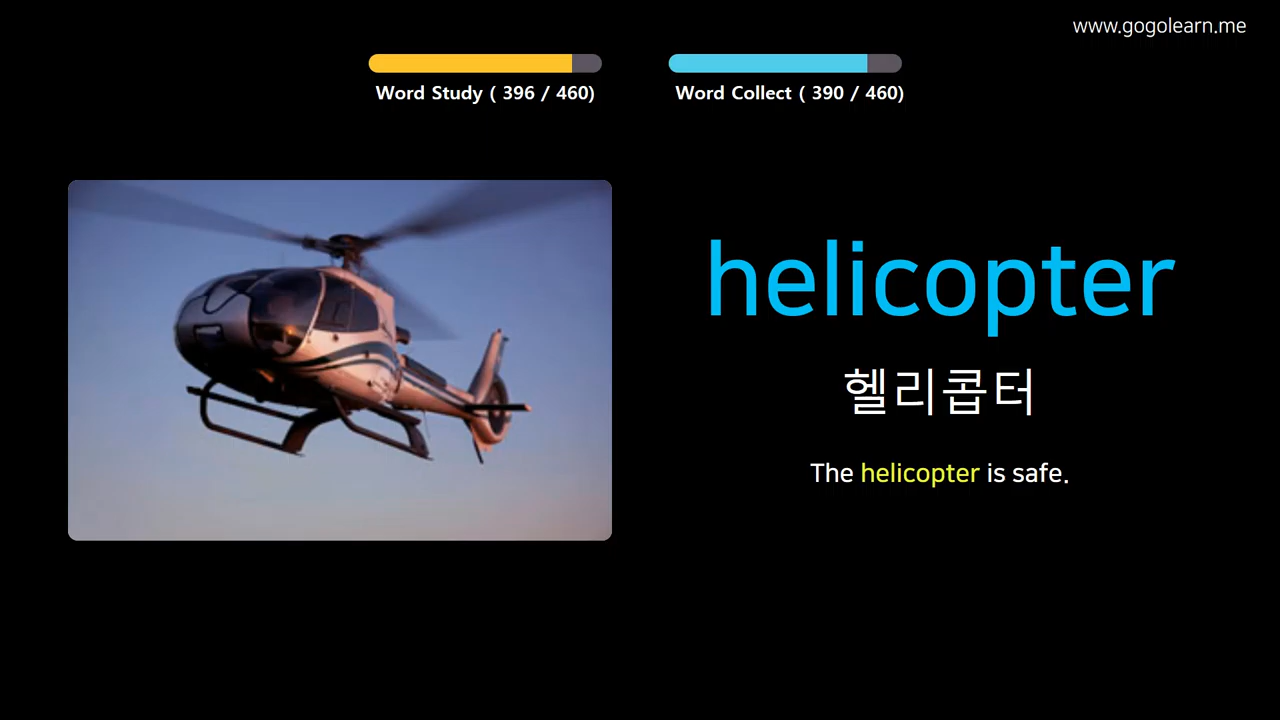 www.gogolearn.me
Word Study ( 396 / 460)
Word Collect ( 390 / 460)
helicopter
헬리콥터
The helicopter is safe.